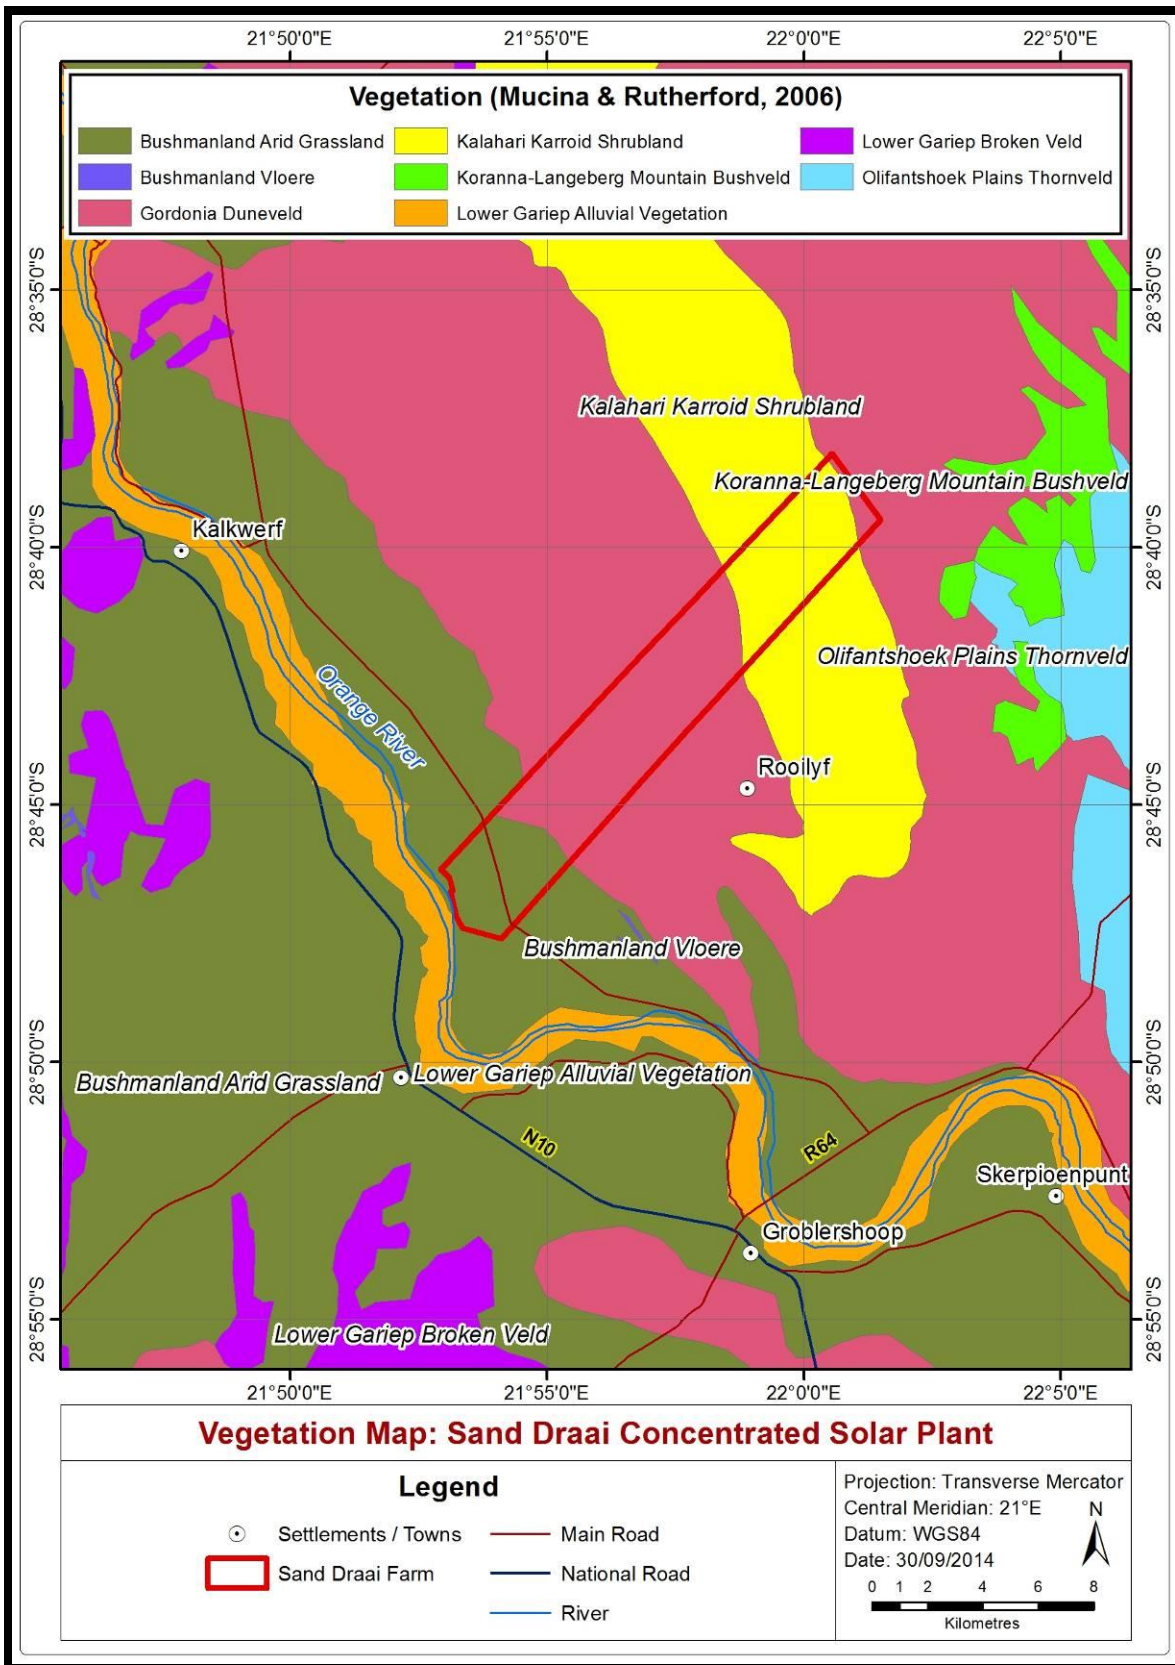 21°50'0"E 21°55'0"E 22°0'0"E 22°5'0"E
Vegetation (Mucina & Rutherford, 2006)
Bushmanland Arid Grassland Kalahari Karroid Shrubland Lower Gariep Broken Veld
Bushmanland Vloere Koranna-Langeberg Mountain Bushveld Olifantshoek Plains Thornveld
Gordonia Duneveld Lower Gariep Alluvial Vegetation
28°35'0"S 28°35'0"S
Kalahari Karroid Shrubland
Koranna-Langeberg Mountain Bushveld
Kalkwerf
28°40'0"S 28°40'0"S
Olifantshoek Plains Thornveld
Orange River
Rooilyf
28°45'0"S 28°45'0"S
Bushmanland Vloere
28°50'0"S 28°50'0"S
Bushmanland Arid Grassland Lower Gariep Alluvial Vegetation
N10 R64
Skerpioenpunt
Groblershoop
28°55'0"S 28°55'0"S
Lower Gariep Broken Veld
21°50'0"E 21°55'0"E 22°0'0"E 22°5'0"E
Vegetation Map: Sand Draai Concentrated Solar Plant
Legend
Settlements / Towns Main Road
Sand Draai Farm National Road
River
Projection: Transverse Mercator
Central Meridian: 21°E
N
Datum: WGS84
Date: 30/09/2014
0 1 2 4 6 8
Kilometres